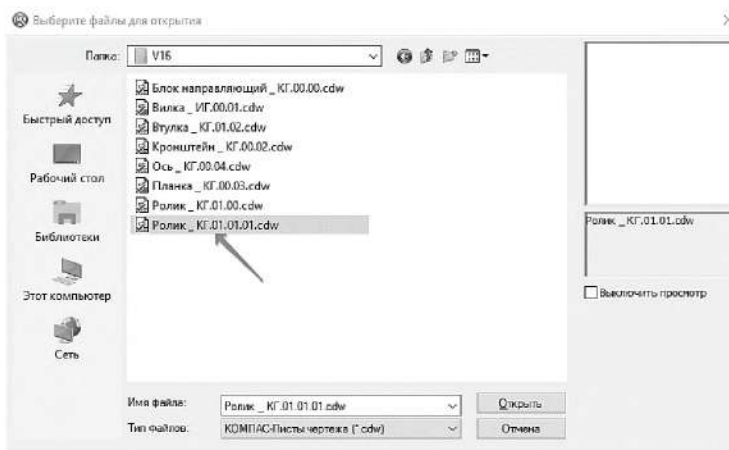 Выберите файлы для открытия
Папка: V16
Быстрый доступ
Рабочий стол
Библиотеки
Этот компьютер
Сеть
Блок направляющий _ КГ.00.00.cdw
Вилка _ ИГ.00.01.cdw
Втулка _ КГ.01.02.cdw
Кронштейн _ КГ.00.02.cdw
Ось _ КГ.00.04.cdw
Планка _ КГ.00.03.cdw
Ролик _ КГ.01.00.cdw
Ролик _ КГ.01.01.01.cdw
Ролик _ КГ.01.01.cdw
Выключить просмотр
Имя файла: Ролик _ КГ.01.01.01.cdw Открыть
Тип файлов: КОМПАС-Листы чертежа (*.cdw) Отмена